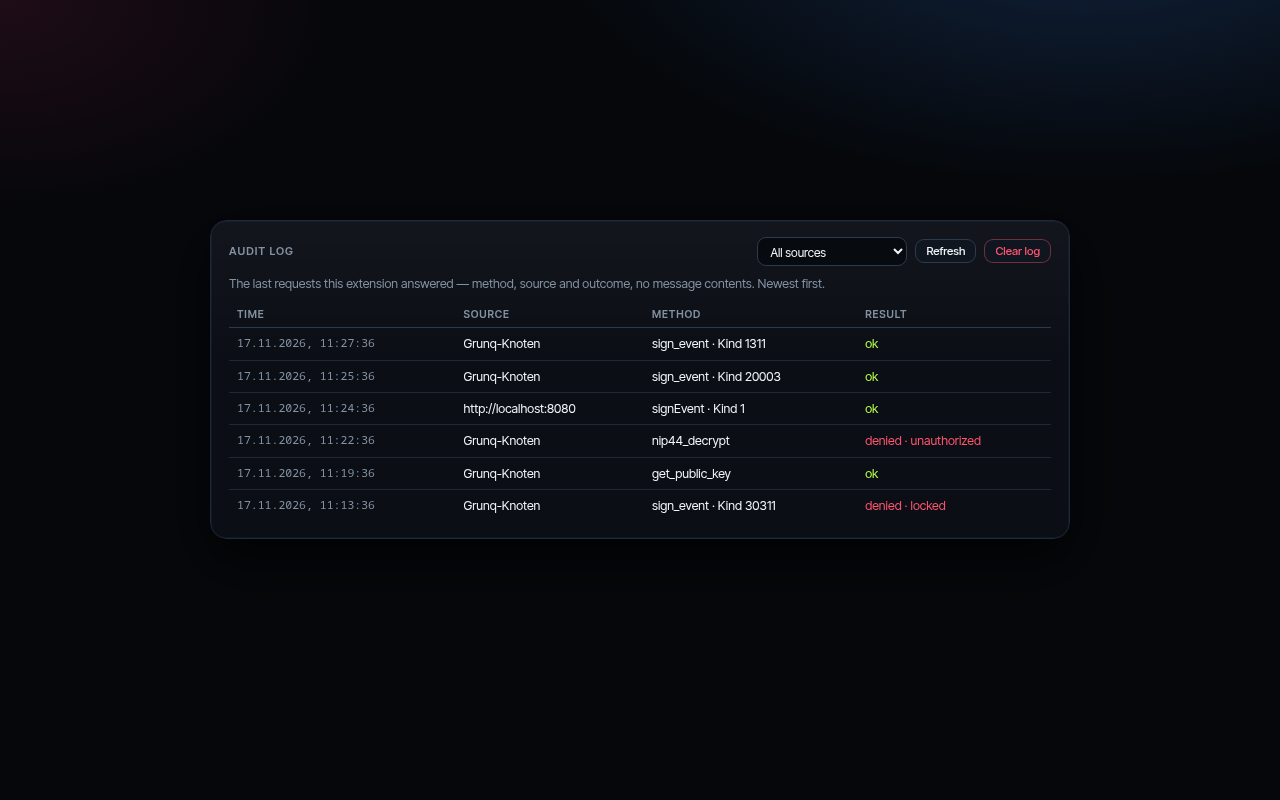 AUDIT LOG All sources Refresh Clear log
The last requests this extension answered — method, source and outcome, no message contents. Newest first.
TIME SOURCE METHOD RESULT
17.11.2026, 11:27:36 Grunq-Knoten sign_event · Kind 1311 ok
17.11.2026, 11:25:36 Grunq-Knoten sign_event · Kind 20003 ok
17.11.2026, 11:24:36 http://localhost:8080 signEvent · Kind 1 ok
17.11.2026, 11:22:36 Grunq-Knoten nip44_decrypt denied · unauthorized
17.11.2026, 11:19:36 Grunq-Knoten get_public_key ok
17.11.2026, 11:13:36 Grunq-Knoten sign_event · Kind 30311 denied · locked